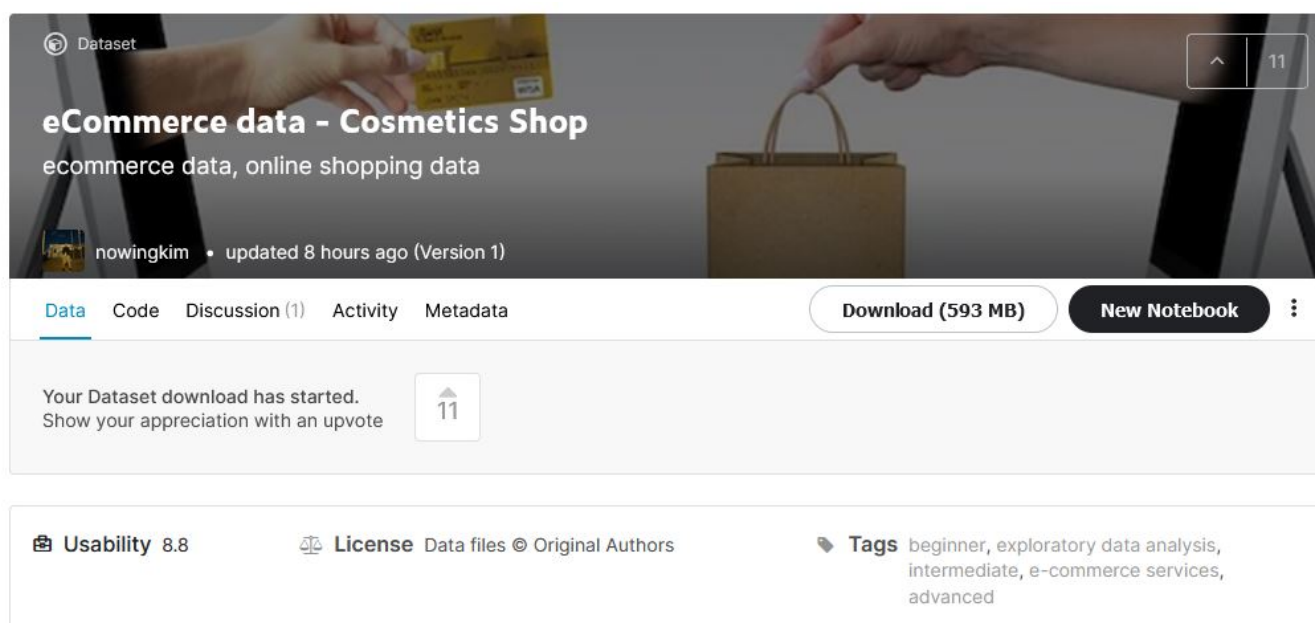 Dataset
11
eCommerce data - Cosmetics Shop
ecommerce data, online shopping data
nowingkim • updated 8 hours ago (Version 1)
Data Code Discussion (1) Activity Metadata
Download (593 MB) New Notebook
Your Dataset download has started.
Show your appreciation with an upvote
11
Usability 8.8
License Data files © Original Authors
Tags beginner, exploratory data analysis,
intermediate, e-commerce services,
advanced
VISA